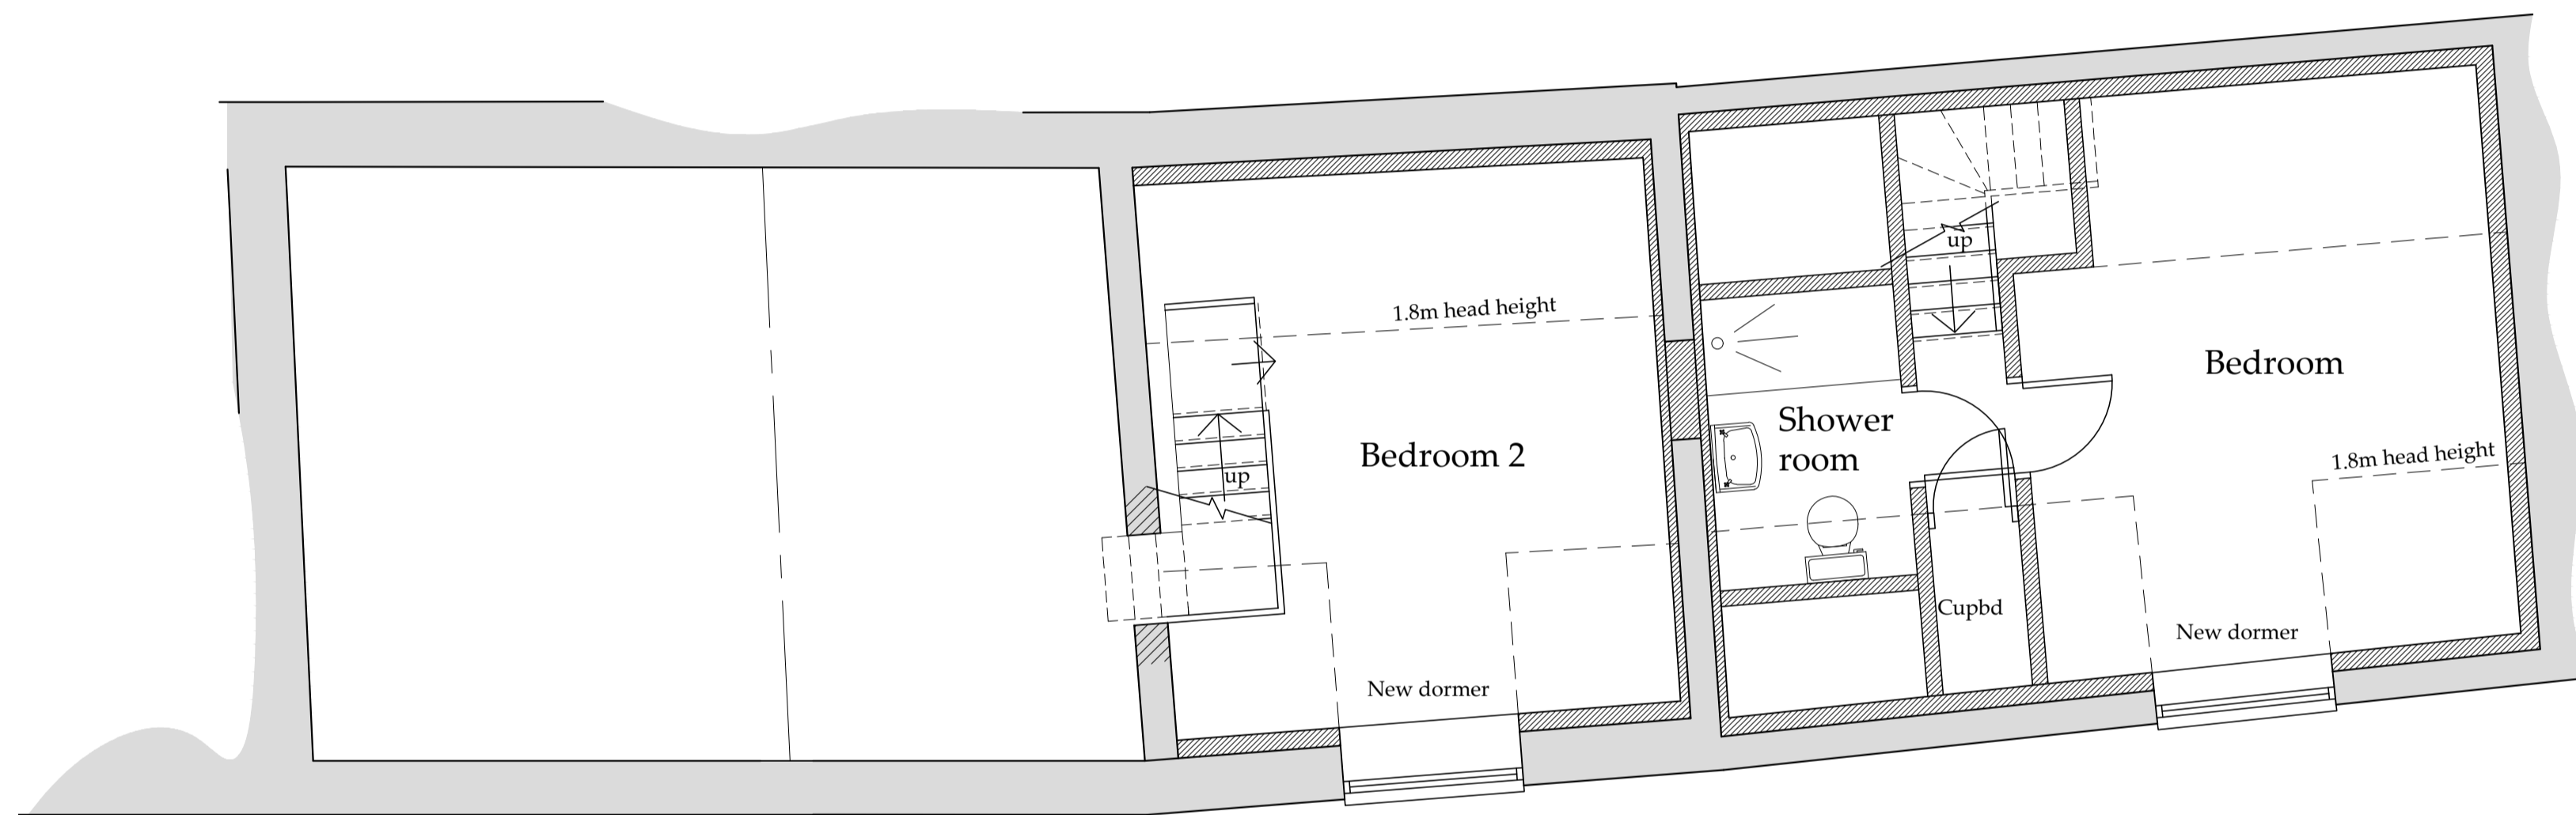 up
1.8m head height
Bedroom
Shower
room
Bedroom 2
1.8m head height
up
Cupbd
New dormer
New dormer